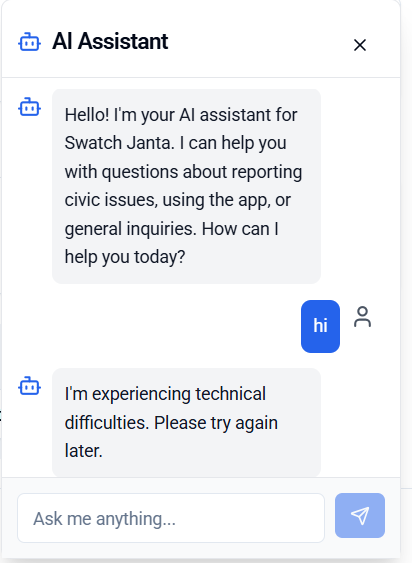 AI Assistant
Hello! I'm your AI assistant for
Swatch Janta. I can help you
with questions about reporting
civic issues, using the app, or
general inquiries. How can I
help you today?
hi
I'm experiencing technical
difficulties. Please try again
later.
Ask me anything...